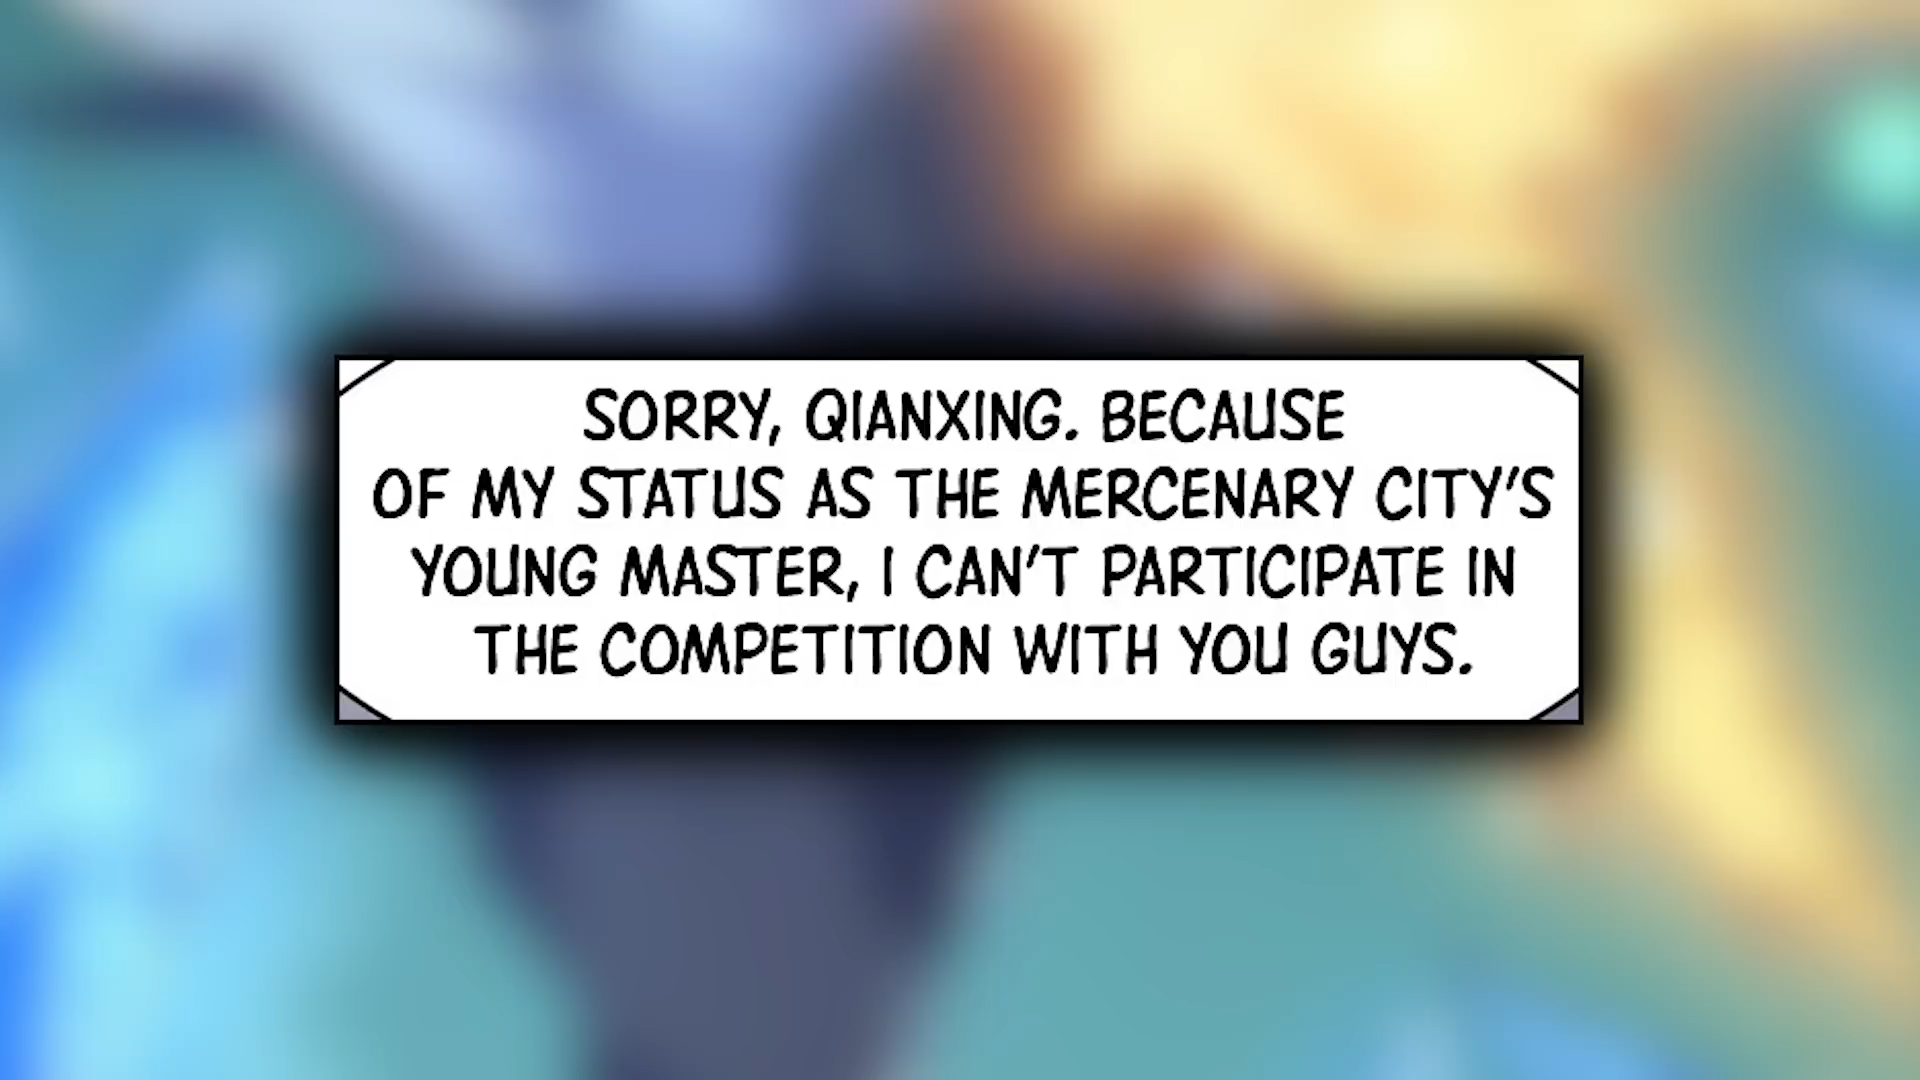 SORRY, QIANXING. BECAUSE
OF MY STATUS AS THE MERCENARY CITY'S
YOUNG MASTER, I CAN'T PARTICIPATE IN
THE COMPETITION WITH YOU GUYS.